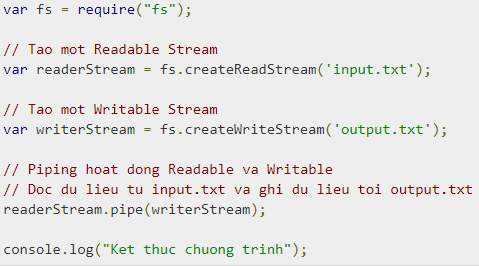 var fs = require("fs");
// Tao mot Readable Stream
var readerStream = fs.createReadStream('input.txt');
// Tao mot Writable Stream
var writerStream = fs.createWriteStream('output.txt');
// Piping hoat dong Readable va Writable
// Doc du lieu tu input.txt va ghi du lieu toi output.txt
readerStream.pipe(writerStream);
console.log("Ket thuc chuong trinh");